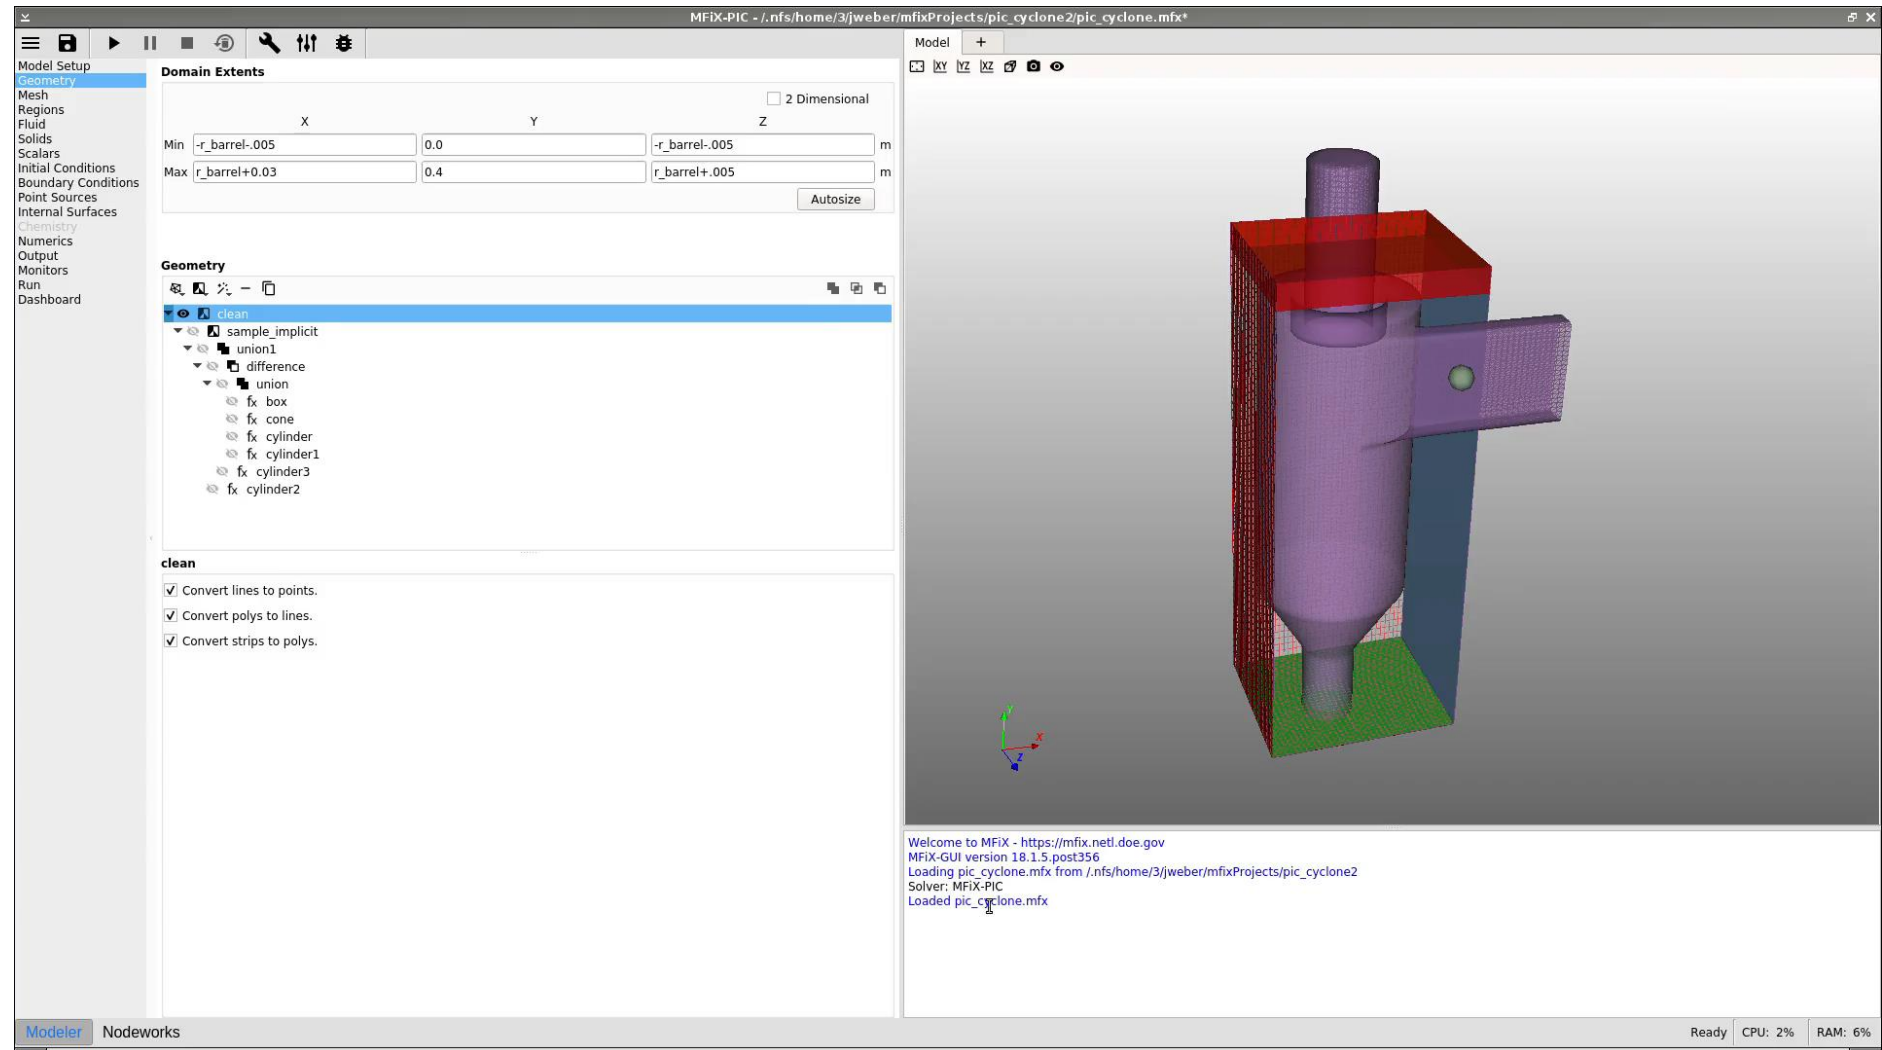 MFiX-PIC - /.nfs/home/3/jweber/mfixProjects/pic_cyclone2/pic_cyclone.mfx*
Model Setup
Geometry
Mesh
Regions
Fluid
Solids
Scalars
Initial Conditions
Boundary Conditions
Point Sources
Internal Surfaces
Chemistry
Numerics
Output
Monitors
Run
Dashboard
Domain Extents
2 Dimensional
X Y Z
Min -r_barrel-.005 0.0 -r_barrel-.005 m
Max r_barrel+0.03 0.4 r_barrel+.005 m
Autosize
Geometry
clean
sample_implicit
union1
difference
union
fx box
fx cone
fx cylinder
fx cylinder1
fx cylinder3
fx cylinder2
clean
Convert lines to points.
Convert polys to lines.
Convert strips to polys.
Model +
XY YZ XZ
Y
X
Z
Welcome to MFiX - https://mfix.netl.doe.gov
MFiX-GUI version 18.1.5.post356
Loading pic_cyclone.mfx from /.nfs/home/3/jweber/mfixProjects/pic_cyclone2
Solver: MFiX-PIC
Loaded pic_cyclone.mfx
Modeler Nodeworks
Ready CPU: 2% RAM: 6%